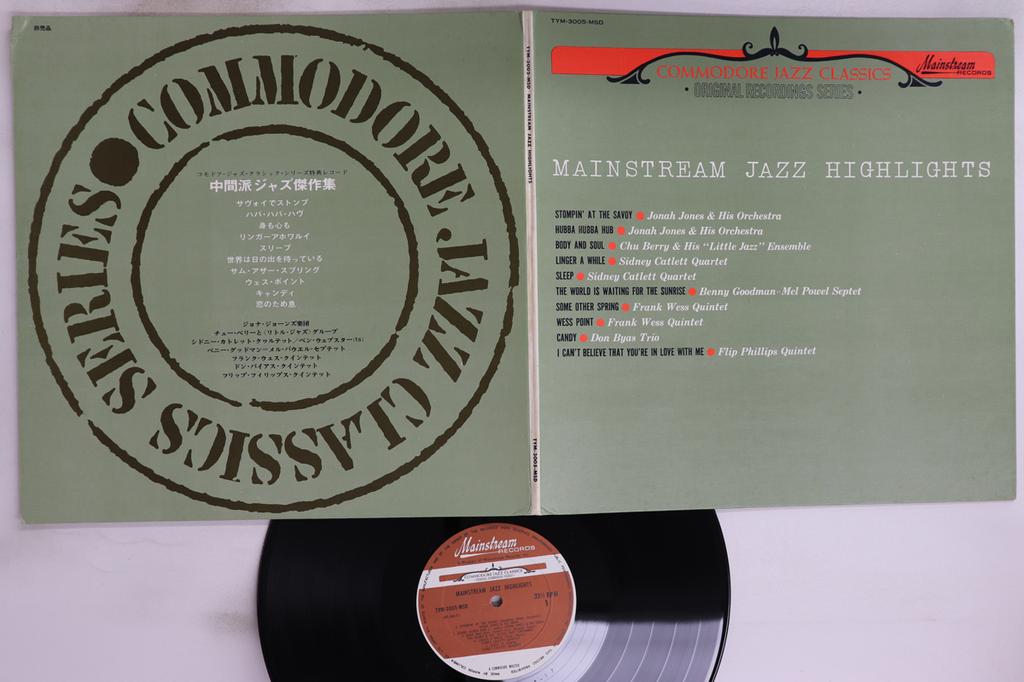 非売品
COMMODORE JAZZ CLASSICS SERIES
コモドア・ジャズ・クラシック・シリーズ特典レコード
中間派ジャズ傑作集
サヴォイでストンプ
ハバ・ハバ・ハヴ
身も心も
リンガーアホワルイ
スリープ
世界は日の出を待っている
サム・アザー・スプリング
ウェス・ポイント
キャンディ
恋のため息
ジョナ・ジョーンズ楽団
チュー・ベリーと〈リトル・ジャズ〉グループ
シドニー・カトレット・クヮルテット/ベン・ウェブスター(ts)
ベニー・グッドマン=メル・パウエル・セプテット
フランク・ウェス・クインテット
ドン・バイアス・クインテット
フリップ・フィリップス・クインテット
TYM-3005-MSD MAINSTREAM JAZZ HIGHLIGHTS
TYM-3005-MSD
TYM-3005-MSD
Mainstream RECORDS
COMMODORE JAZZ CLASSICS
• ORIGINAL RECORDINGS SERIES •
MAINSTREAM JAZZ HIGHLIGHTS
STOMPIN' AT THE SAVOY ● Jonah Jones & His Orchestra
HUBBA HUBBA HUB ● Jonah Jones & His Orchestra
BODY AND SOUL ● Chu Berry & His "Little Jazz" Ensemble
LINGER A WHILE ● Sidney Catlett Quartet
SLEEP ● Sidney Catlett Quartet
THE WORLD IS WAITING FOR THE SUNRISE ● Benny Goodman-Mel Powel Septet
SOME OTHER SPRING ● Frank Wess Quintet
WESS POINT ● Frank Wess Quintet
CANDY ● Don Byas Trio
I CAN'T BELIEVE THAT YOU'RE IN LOVE WITH ME ● Flip Phillips Quintet
Mainstream
RECORDS
COMMODORE JAZZ CLASSICS
MAINSTREAM JAZZ HIGHLIGHTS
TYM-3005-MSD
33⅓ RPM
1